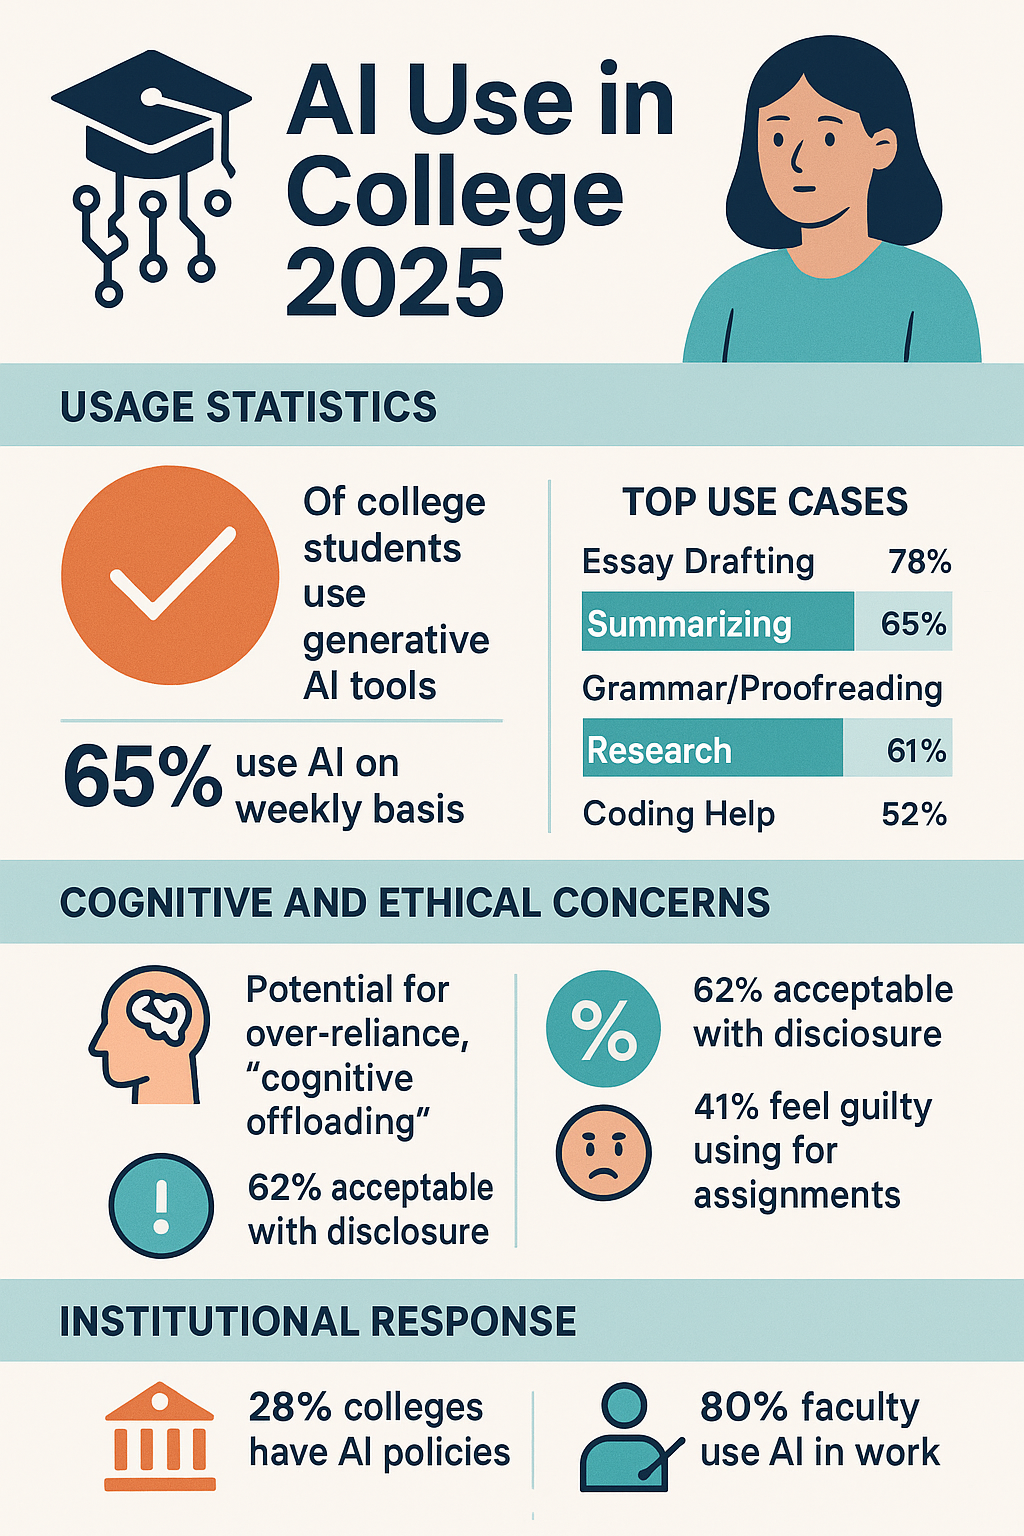 AI Use in
College
2025
USAGE STATISTICS
Of college
students
use
generative
AI tools
65% use AI on
weekly basis
TOP USE CASES
Essay Drafting 78%
Summarizing 65%
Grammar/Proofreading
Research 61%
Coding Help 52%
COGNITIVE AND ETHICAL CONCERNS
Potential for
over-reliance,
“cognitive
offloading”
62% acceptable
with disclosure
%
62% acceptable
with disciosure
41% feel guilty
using for
assignments
INSTITUTIONAL RESPONSE
28% colleges
have AI policies
80% faculty
use AI in work